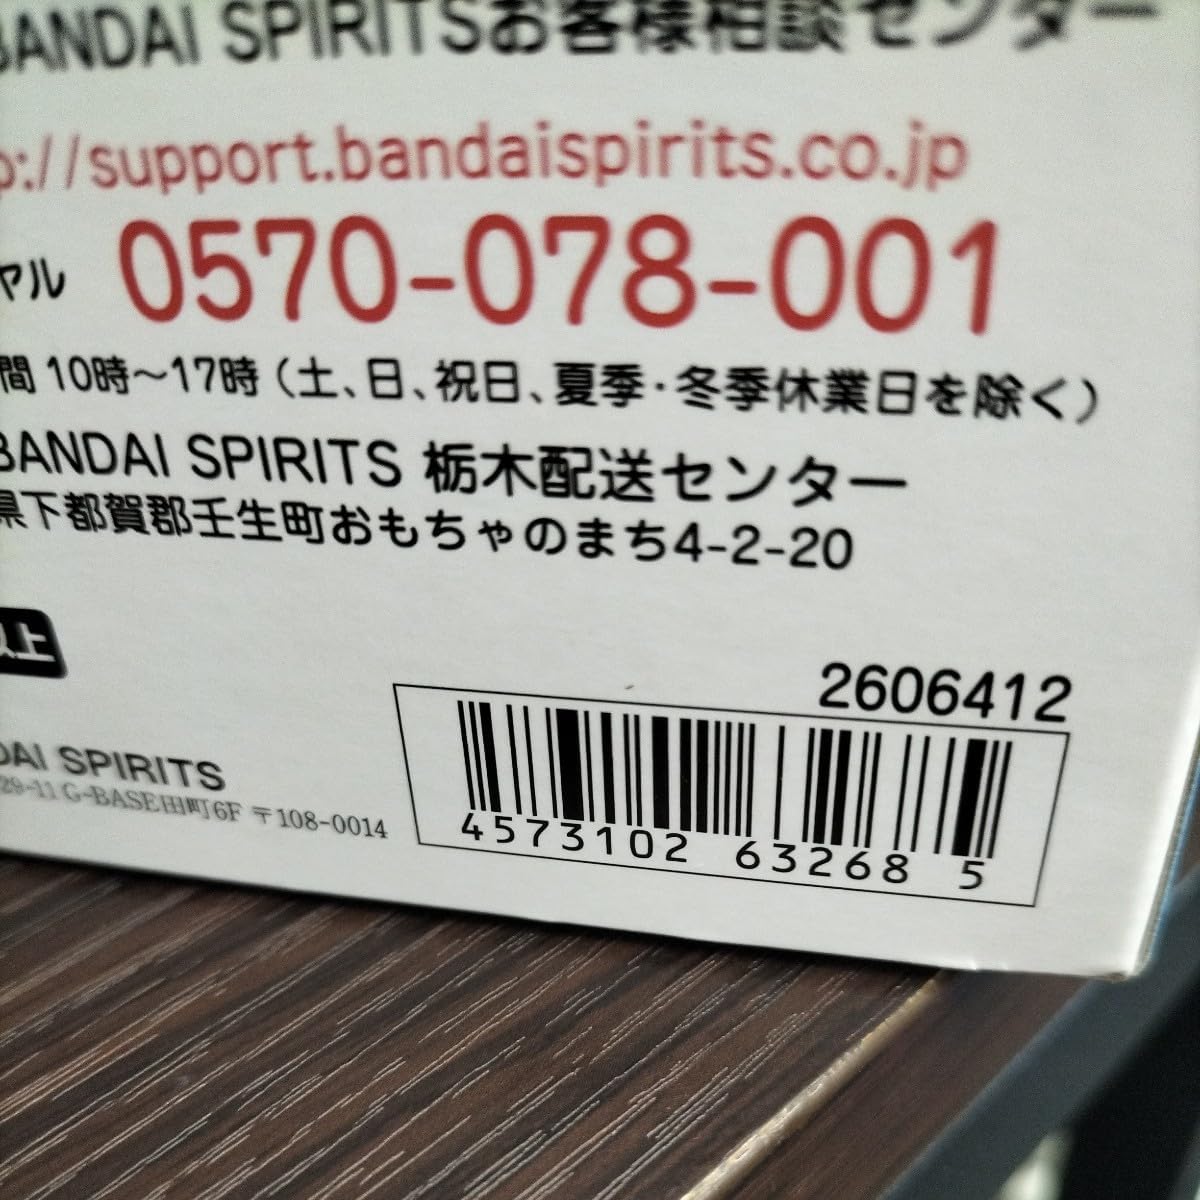 BANDAI SPIRITSお客様相談センター
p://support.bandaispirits.co.jp
ヤル 0570-078-001
間 10時～17時（土、日、祝日、夏季・冬季休業日を除く）
BANDAI SPIRITS 栃木配送センター
県下都賀郡壬生町おもちゃのまち4-2-20
以上
2606412
DAI SPIRITS
29-11 G-BASE田町6F 〒108-0014
4573102 63268 5